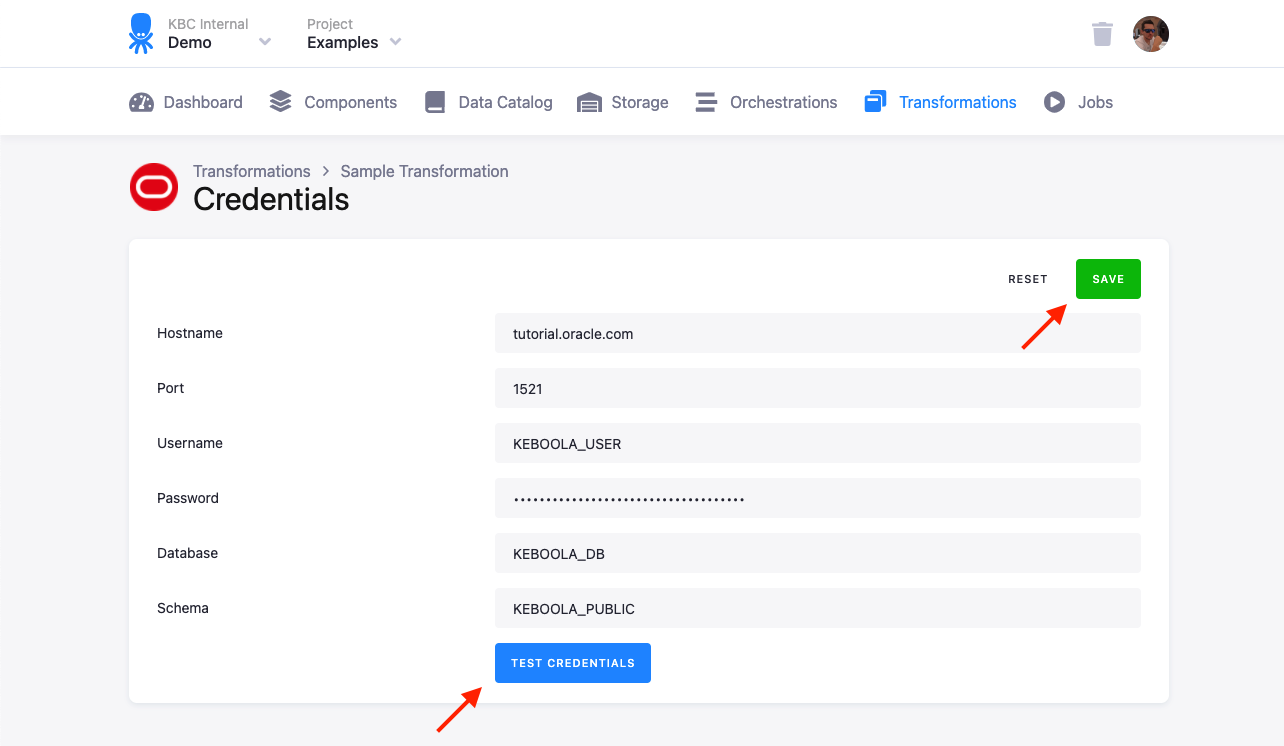 KBC Internal
Demo
Project
Examples
Dashboard Components Data Catalog Storage Orchestrations Transformations Jobs
Transformations > Sample Transformation
Credentials
RESET SAVE
Hostname tutorial.oracle.com
Port 1521
Username KEBOOLA_USER
Password ••••••••••••••••••••••••••••••••••••
Database KEBOOLA_DB
Schema KEBOOLA_PUBLIC
TEST CREDENTIALS